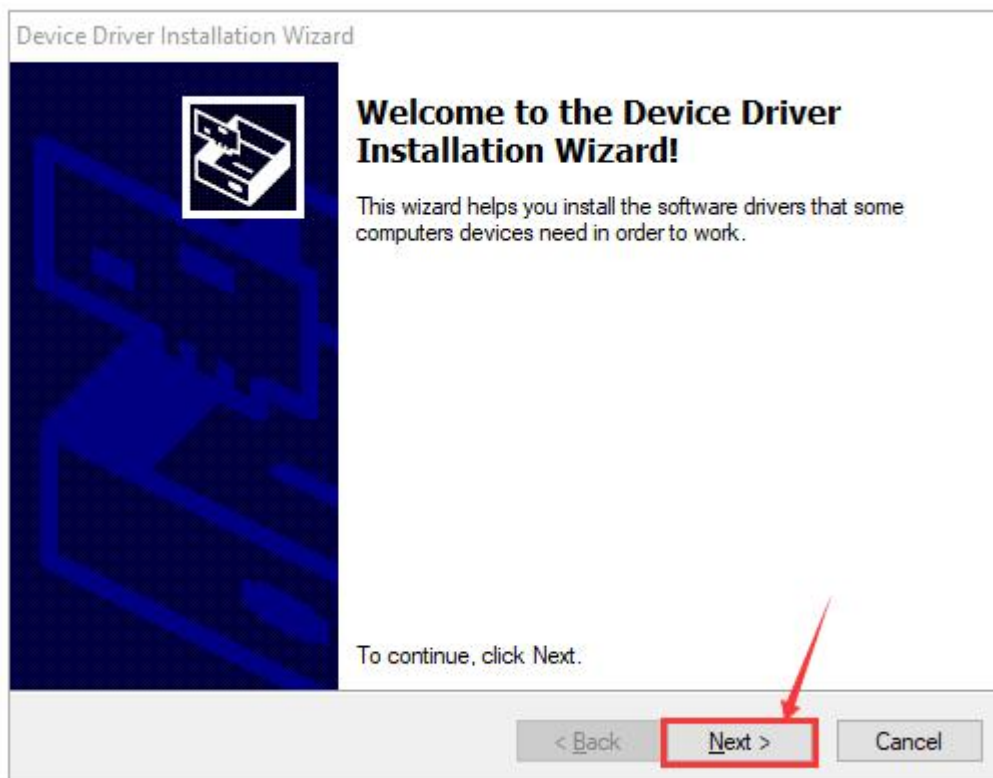 Device Driver Installation Wizard
Welcome to the Device Driver
Installation Wizard!
This wizard helps you install the software drivers that some
computers devices need in order to work.
To continue, click Next.
< Back
Next >
Cancel